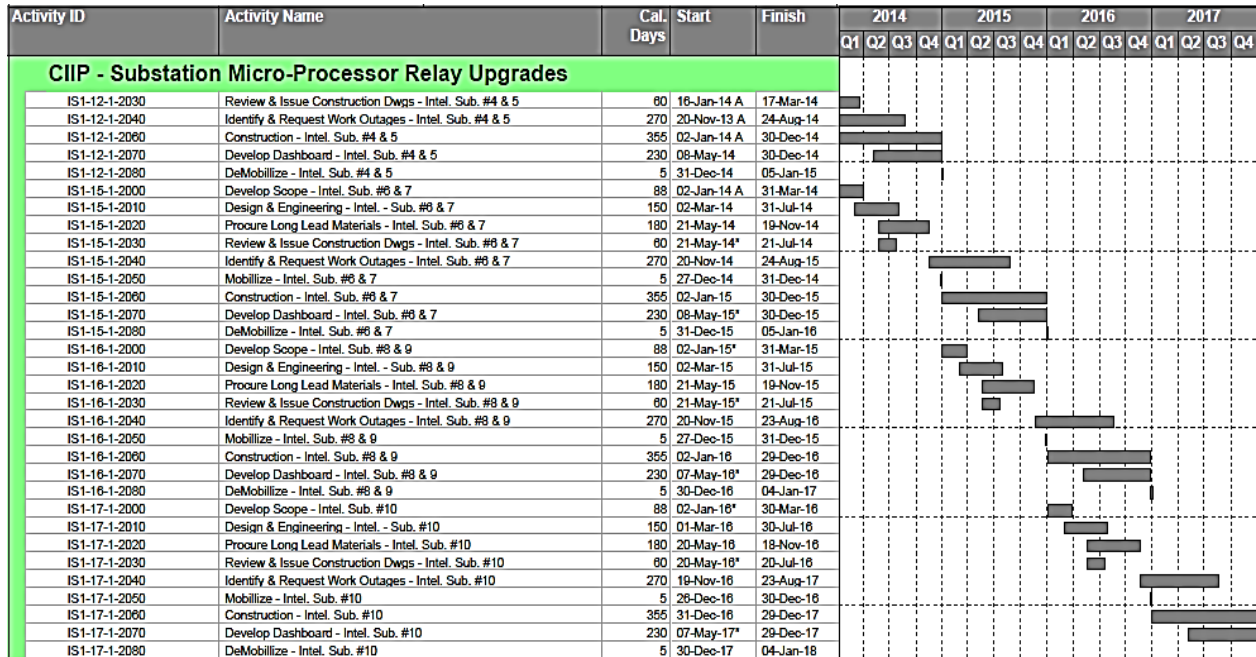 Activity ID Activity Name Cal. Days Start Finish 2014 2015 2016 2017
Q1 Q2 Q3 Q4 Q1 Q2 Q3 Q4 Q1 Q2 Q3 Q4 Q1 Q2 Q3 Q4
CIIP - Substation Micro-Processor Relay Upgrades
IS1-12-1-2030 Review & Issue Construction Dwgs - Intel. Sub. #4 & 5 60 16-Jan-14 A 17-Mar-14
IS1-12-1-2040 Identify & Request Work Outages - Intel. Sub. #4 & 5 270 20-Nov-13 A 24-Aug-14
IS1-12-1-2060 Construction - Intel. Sub. #4 & 5 355 02-Jan-14 A 30-Dec-14
IS1-12-1-2070 Develop Dashboard - Intel. Sub. #4 & 5 230 08-May-14 30-Dec-14
IS1-12-1-2080 DeMobillize - Intel. Sub. #4 & 5 5 31-Dec-14 05-Jan-15
IS1-15-1-2000 Develop Scope - Intel. Sub. #6 & 7 88 02-Jan-14 A 31-Mar-14
IS1-15-1-2010 Design & Engineering - Intel. - Sub. #6 & 7 150 02-Mar-14 31-Jul-14
IS1-15-1-2020 Procure Long Lead Materials - Intel. Sub. #6 & 7 180 21-May-14 19-Nov-14
IS1-15-1-2030 Review & Issue Construction Dwgs - Intel. Sub. #6 & 7 60 21-May-14* 21-Jul-14
IS1-15-1-2040 Identify & Request Work Outages - Intel. Sub. #6 & 7 270 20-Nov-14 24-Aug-15
IS1-15-1-2050 Mobillize - Intel. Sub. #6 & 7 5 27-Dec-14 31-Dec-14
IS1-15-1-2060 Construction - Intel. Sub. #6 & 7 355 02-Jan-15 30-Dec-15
IS1-15-1-2070 Develop Dashboard - Intel. Sub. #6 & 7 230 08-May-15* 30-Dec-15
IS1-15-1-2080 DeMobillize - Intel. Sub. #6 & 7 5 31-Dec-15 05-Jan-16
IS1-16-1-2000 Develop Scope - Intel. Sub. #8 & 9 88 02-Jan-15* 31-Mar-15
IS1-16-1-2010 Design & Engineering - Intel. - Sub. #8 & 9 150 02-Mar-15 31-Jul-15
IS1-16-1-2020 Procure Long Lead Materials - Intel. Sub. #8 & 9 180 21-May-15 19-Nov-15
IS1-16-1-2030 Review & Issue Construction Dwgs - Intel. Sub. #8 & 9 60 21-May-15* 21-Jul-15
IS1-16-1-2040 Identify & Request Work Outages - Intel. Sub. #8 & 9 270 20-Nov-15 23-Aug-16
IS1-16-1-2050 Mobillize - Intel. Sub. #8 & 9 5 27-Dec-15 31-Dec-15
IS1-16-1-2060 Construction - Intel. Sub. #8 & 9 355 02-Jan-16 29-Dec-16
IS1-16-1-2070 Develop Dashboard - Intel. Sub. #8 & 9 230 07-May-16* 29-Dec-16
IS1-16-1-2080 DeMobillize - Intel. Sub. #8 & 9 5 30-Dec-16 04-Jan-17
IS1-17-1-2000 Develop Scope - Intel. Sub. #10 88 02-Jan-16* 30-Mar-16
IS1-17-1-2010 Design & Engineering - Intel. - Sub. #10 150 01-Mar-16 30-Jul-16
IS1-17-1-2020 Procure Long Lead Materials - Intel. Sub. #10 180 20-May-16 18-Nov-16
IS1-17-1-2030 Review & Issue Construction Dwgs - Intel. Sub. #10 60 20-May-16* 20-Jul-16
IS1-17-1-2040 Identify & Request Work Outages - Intel. Sub. #10 270 19-Nov-16 23-Aug-17
IS1-17-1-2050 Mobillize - Intel. Sub. #10 5 26-Dec-16 30-Dec-16
IS1-17-1-2060 Construction - Intel. Sub. #10 355 31-Dec-16 29-Dec-17
IS1-17-1-2070 Develop Dashboard - Intel. Sub. #10 230 07-May-17* 29-Dec-17
IS1-17-1-2080 DeMobillize - Intel. Sub. #10 5 30-Dec-17 04-Jan-18